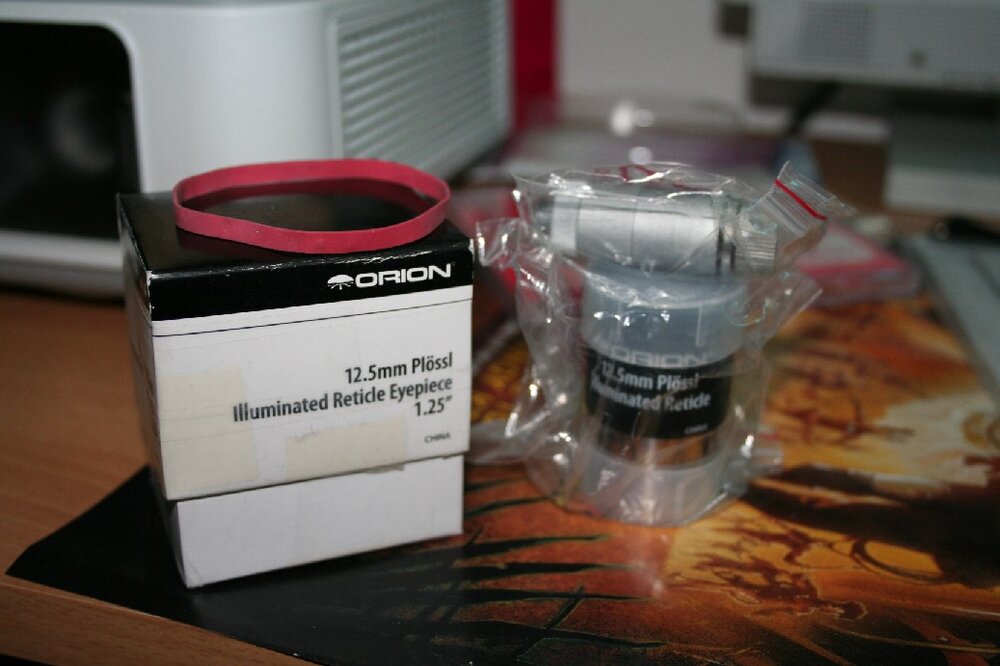 ORION
12.5mm Plössl
Illuminated Reticle Eyepiece
1.25"
CHINA
ORION
12.5mm Plössl
Illuminated Reticle